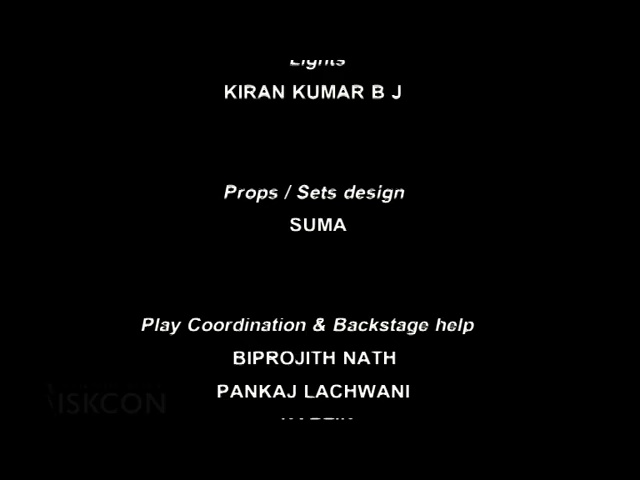 Lights
KIRAN KUMAR B J
Props / Sets design
SUMA
Play Coordination & Backstage help
BIPROJITH NATH
PANKAJ LACHWANI
ISKCON